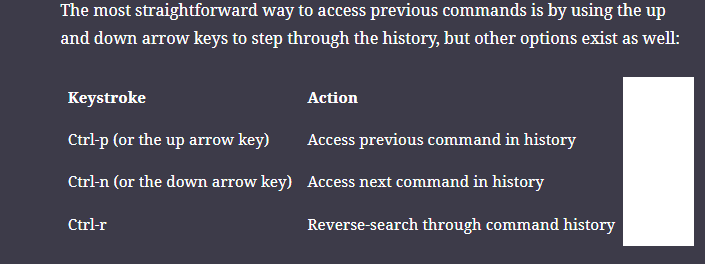 The most straightforward way to access previous commands is by using the up
and down arrow keys to step through the history, but other options exist as well:
Keystroke Action
Ctrl-p (or the up arrow key) Access previous command in history
Ctrl-n (or the down arrow key) Access next command in history
Ctrl-r Reverse-search through command history